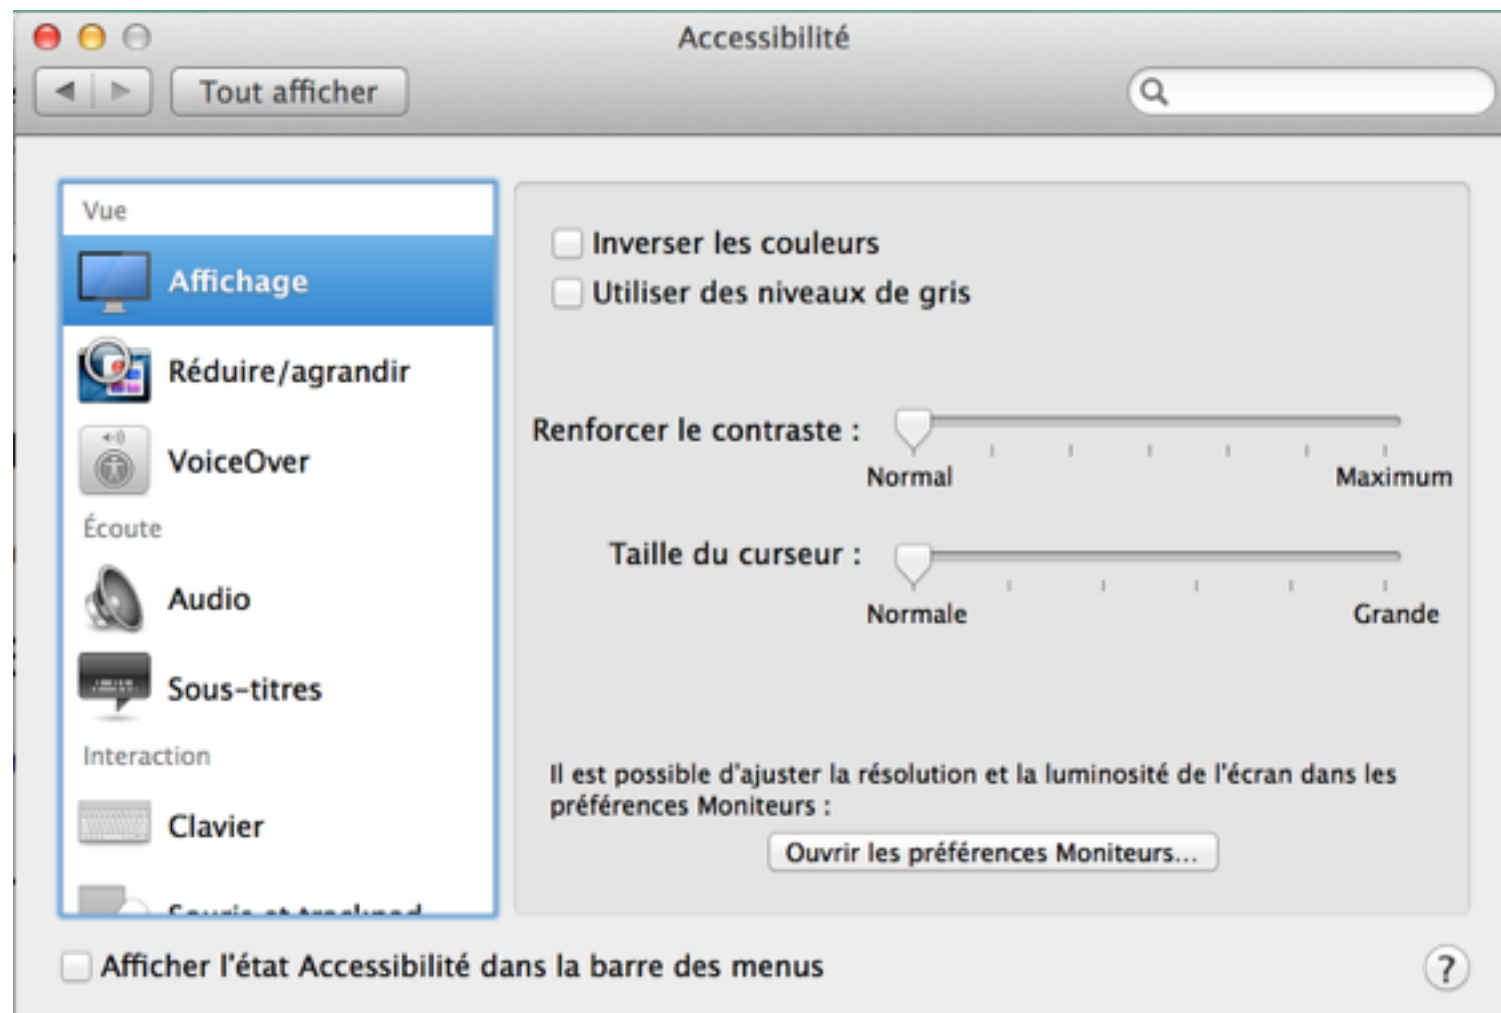 Accessibilité
Tout afficher
Vue
Affichage
Réduire/agrandir
VoiceOver
Écoute
Audio
Sous-titres
Interaction
Clavier
Souris et trackpad
Inverser les couleurs
Utiliser des niveaux de gris
Renforcer le contraste :
Normal Maximum
Taille du curseur :
Normale Grande
Il est possible d'ajuster la résolution et la luminosité de l'écran dans les
préférences Moniteurs :
Ouvrir les préférences Moniteurs...
Afficher l'état Accessibilité dans la barre des menus
?